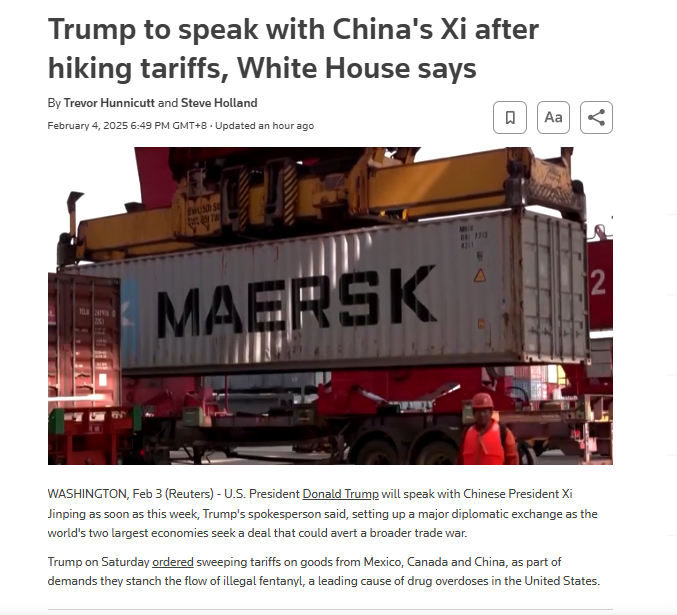 Trump to speak with China's Xi after
hiking tariffs, White House says
By Trevor Hunnicutt and Steve Holland
February 4, 2025 6:49 PM GMT+8 · Updated an hour ago
Aa
MAERSK
2
WASHINGTON, Feb 3 (Reuters) - U.S. President Donald Trump will speak with Chinese President Xi
Jinping as soon as this week, Trump's spokesperson said, setting up a major diplomatic exchange as the
world's two largest economies seek a deal that could avert a broader trade war.
Trump on Saturday ordered sweeping tariffs on goods from Mexico, Canada and China, as part of
demands they stanch the flow of illegal fentanyl, a leading cause of drug overdoses in the United States.